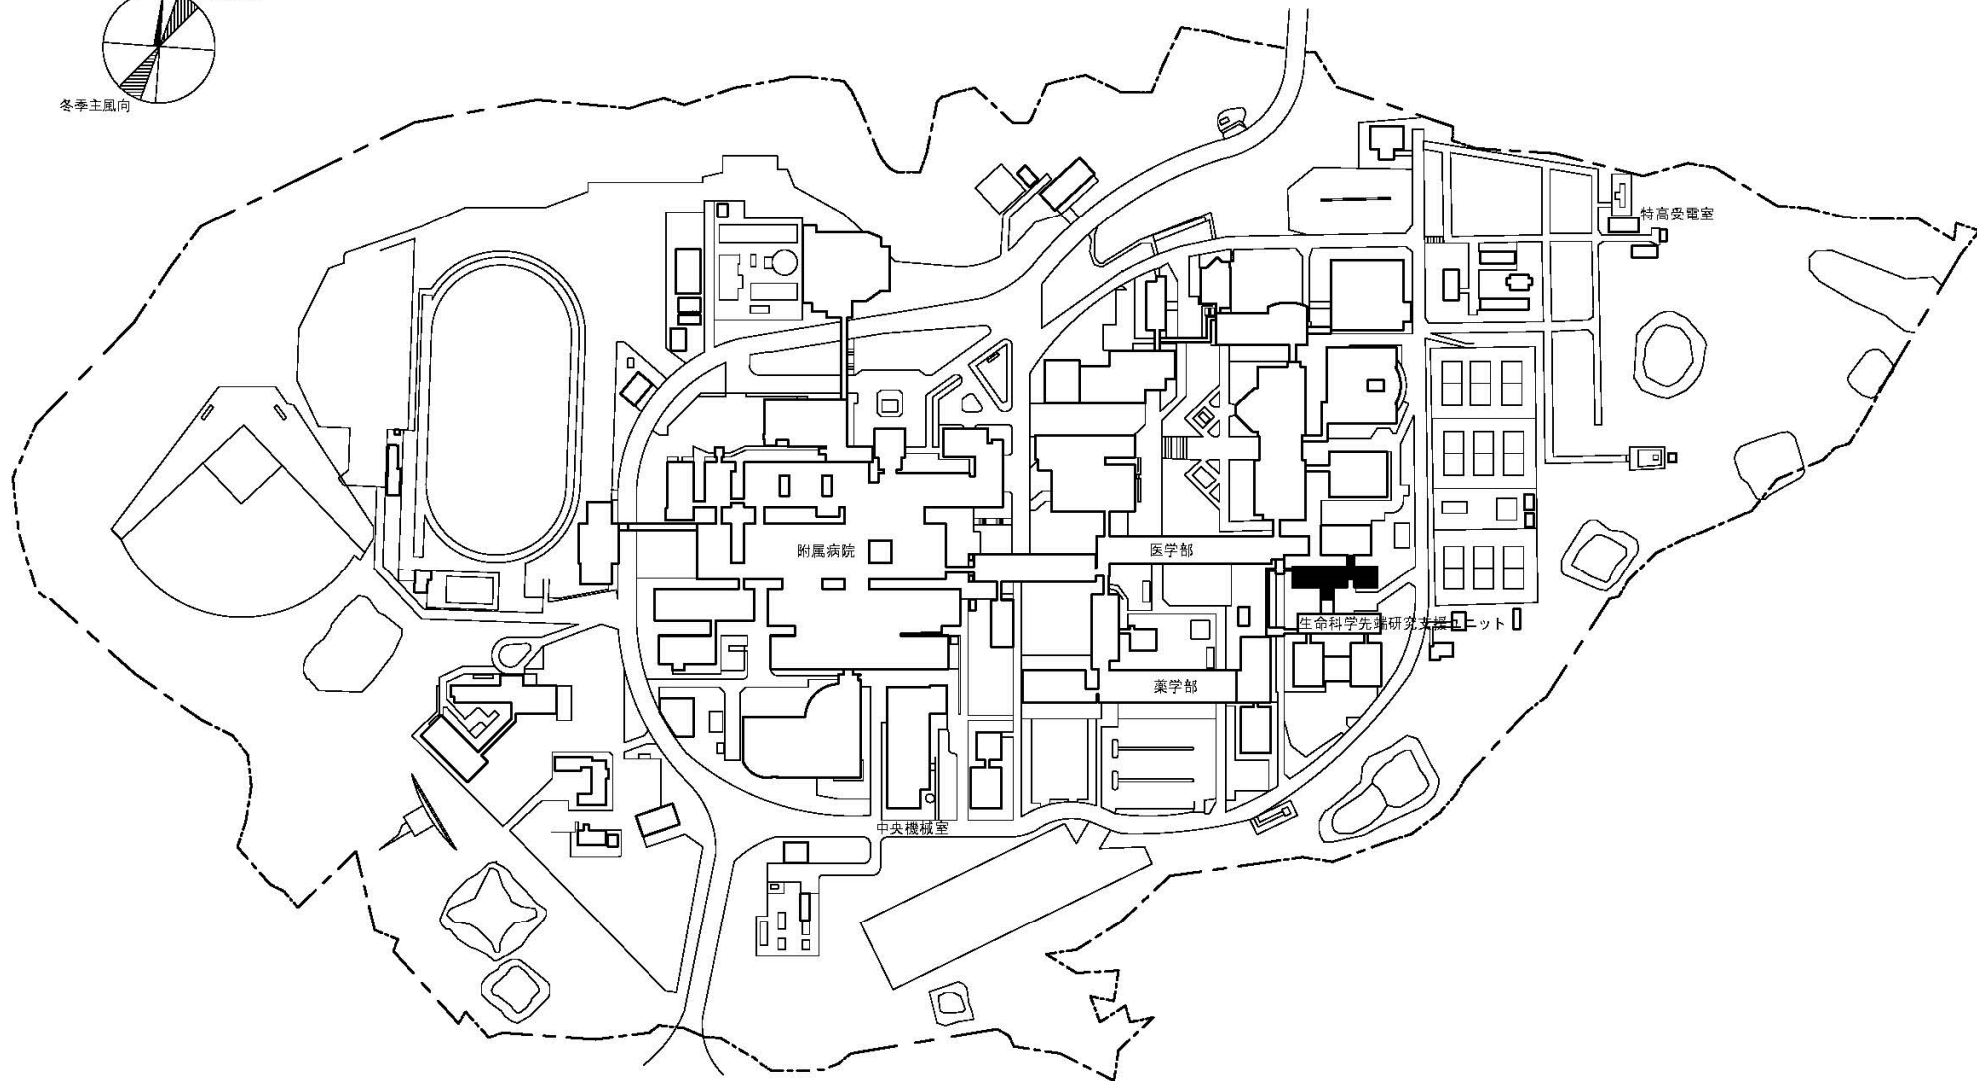 冬季主風向
特高受電室
附属病院
医学部
生命科学先端研究支援ユニット
薬学部
中央機械室